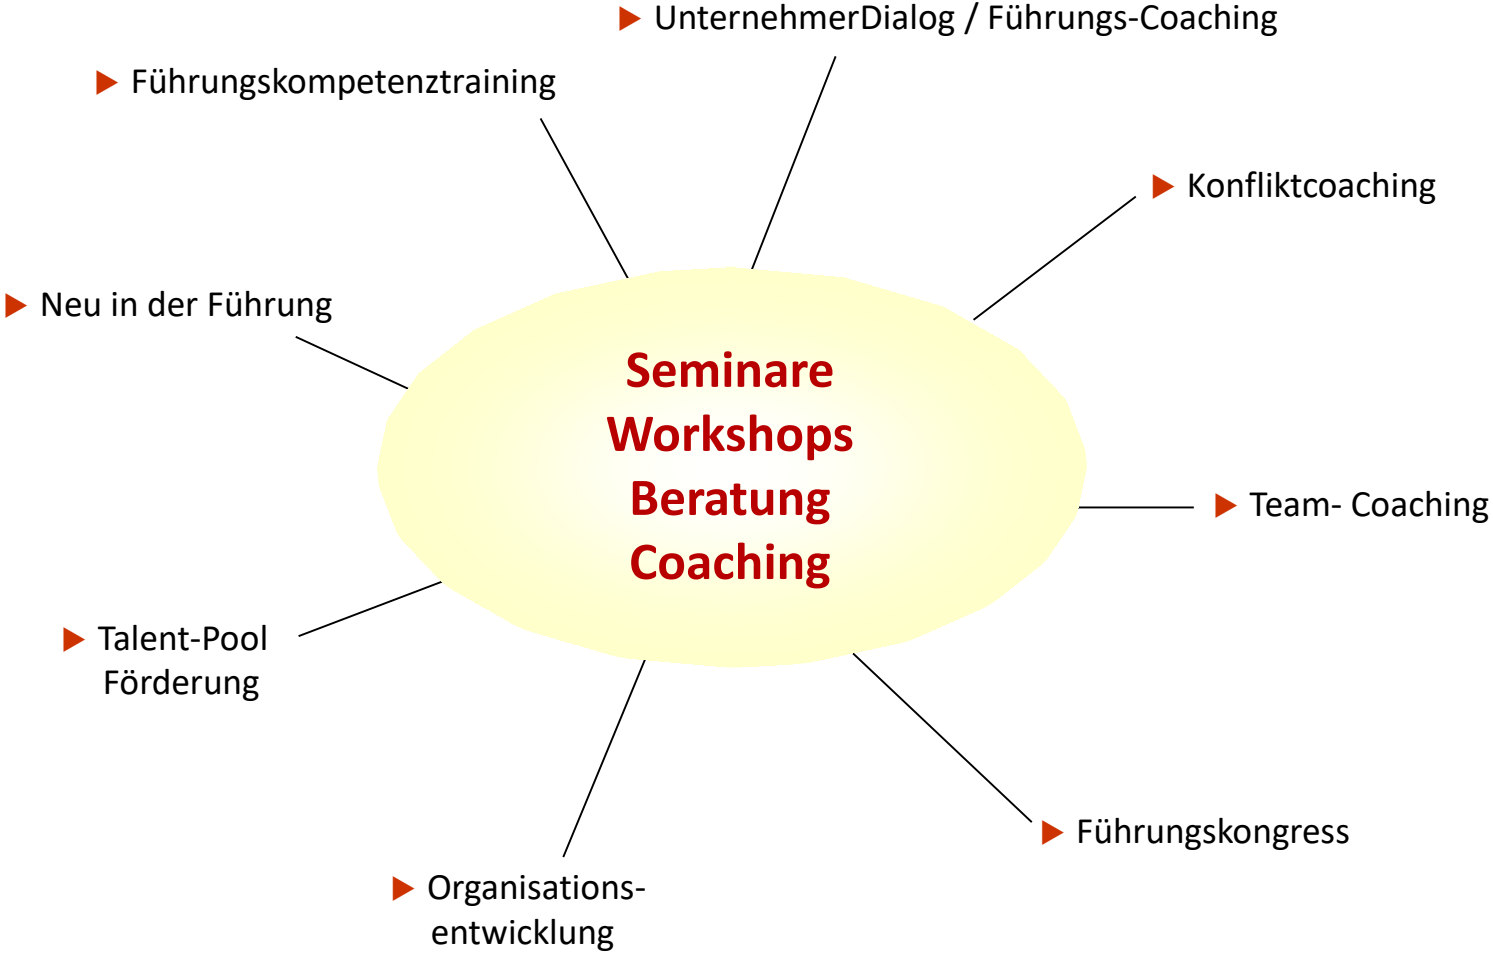 UnternehmerDialog / Führungs-Coaching
Führungskompetenztraining
Konfliktcoaching
Neu in der Führung
Seminare
Workshops
Beratung
Coaching
Team- Coaching
Talent-Pool
Förderung
Führungskongress
Organisations-
entwicklung